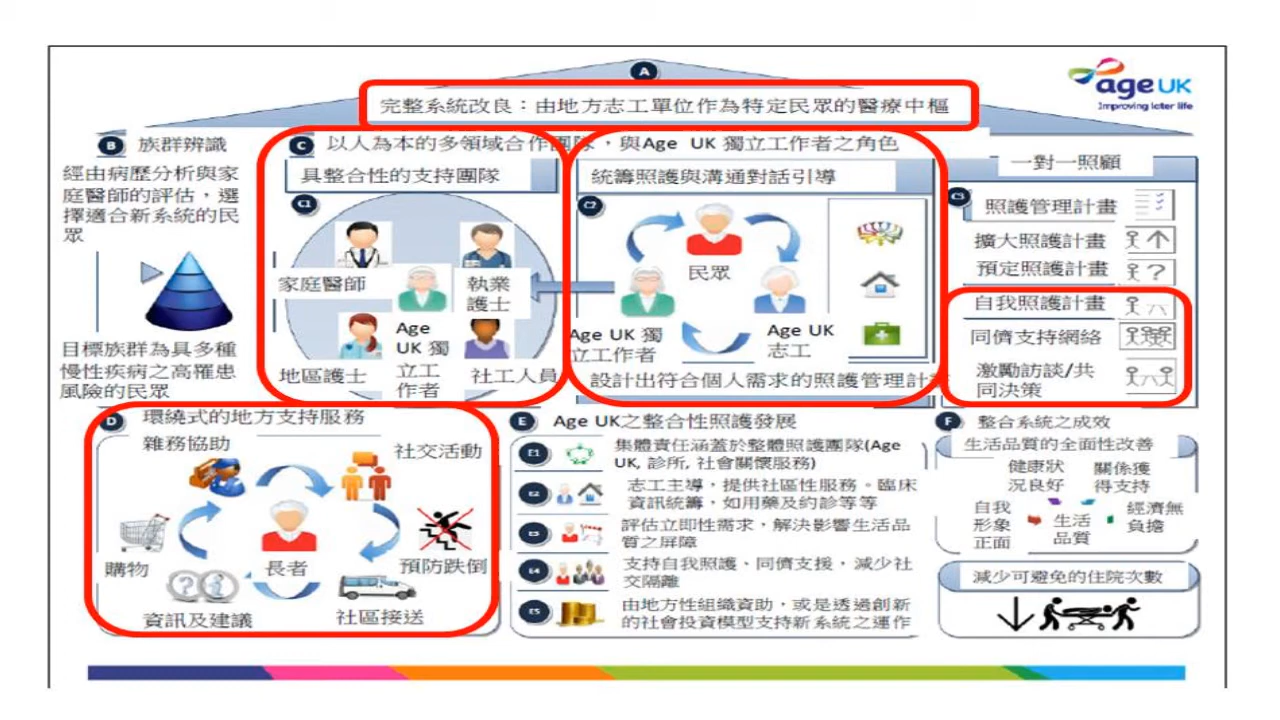 A
age UK
Improving later life
完整系統改良：由地方志工單位作為特定民眾的醫療中樞
B 族群辨識
經由病歷分析與家
庭醫師的評估，選
擇適合新系統的民
眾
目標族群為具多種
慢性疾病之高罹患
風險的民眾
C 以人為本的多領域合作團隊，與Age UK 獨立工作者之角色
具整合性的支持團隊
C1
家庭醫師
執業
護士
Age
UK 獨
立工
作者
地區護士
社工人員
統籌照護與溝通對話引導
C2
民眾
Age UK 獨
立工作者
Age UK
志工
設計出符合個人需求的照護管理計
一對一照顧
C3
照護管理計畫
擴大照護計畫
預定照護計畫
自我照護計畫
同儕支持網絡
激勵訪談/共
同決策
D 環繞式的地方支持服務
雜務協助
社交活動
購物
長者
預防跌倒
資訊及建議
社區接送
E Age UK之整合性照護發展
E1 集體責任涵蓋於整體照護團隊(Age
UK, 診所, 社會關懷服務)
E2 志工主導，提供社區性服務。臨床
資訊統籌，如用藥及約診等等
E3 評估立即性需求，解決影響生活品
質之屏障
E4 支持自我照護、同儕支援，減少社
交隔離
E5 由地方性組織資助，或是透過創新
的社會投資模型支持新系統之運作
F 整合系統之成效
生活品質的全面性改善
健康狀
況良好
關係獲
得支持
自我
形象
正面
生活
品質
經濟無
負擔
減少可避免的住院次數